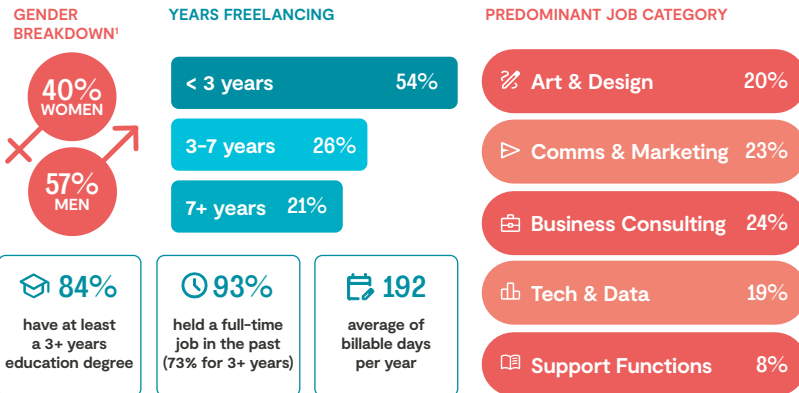 GENDER
BREAKDOWN¹
40%
WOMEN
57%
MEN
YEARS FREELANCING
< 3 years 54%
3-7 years 26%
7+ years 21%
84%
have at least
a 3+ years
education degree
93%
held a full-time
job in the past
(73% for 3+ years)
192
average of
billable days
per year
PREDOMINANT JOB CATEGORY
Art & Design 20%
Comms & Marketing 23%
Business Consulting 24%
Tech & Data 19%
Support Functions 8%